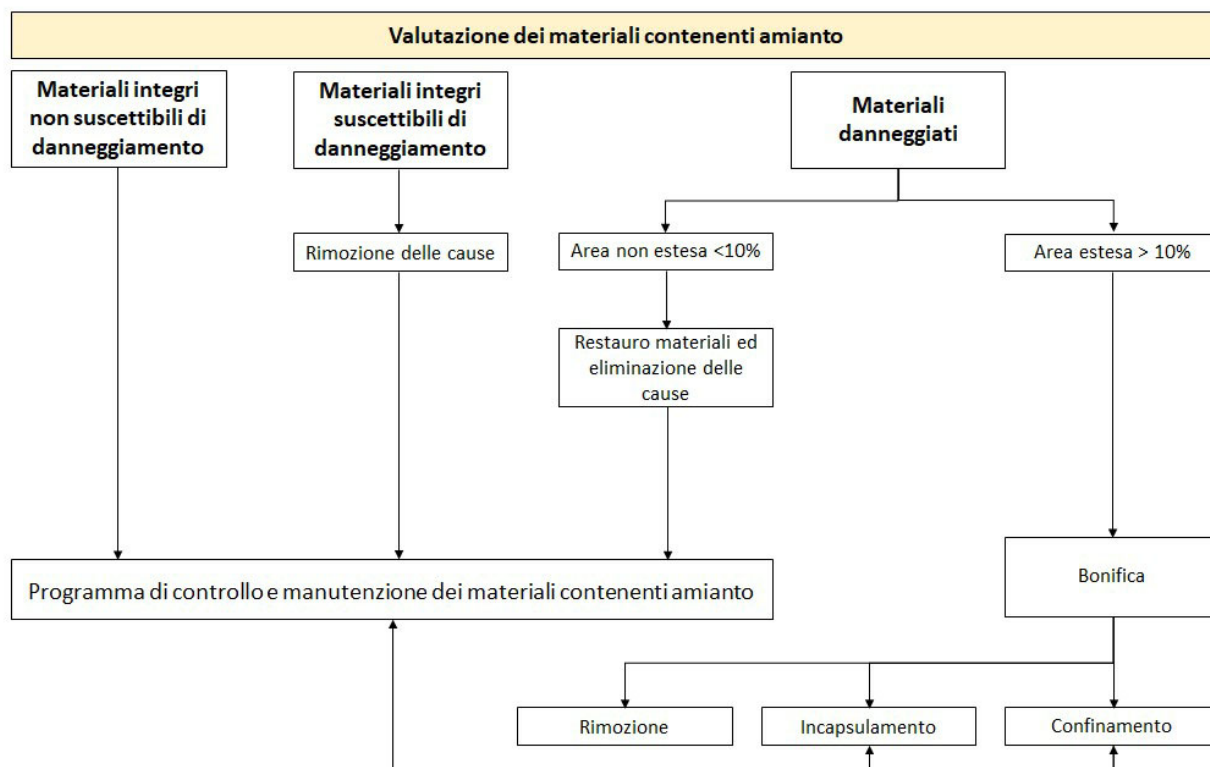 Valutazione dei materiali contenenti amianto
Materiali integri
non suscettibili di
danneggiamento
Materiali integri
suscettibili di
danneggiamento
Materiali
danneggiati
Rimozione delle cause
Area non estesa <10%
Area estesa > 10%
Restauro materiali ed
eliminazione delle
cause
Programma di controllo e manutenzione dei materiali contenenti amianto
Bonifica
Rimozione
Incapsulamento
Confinamento